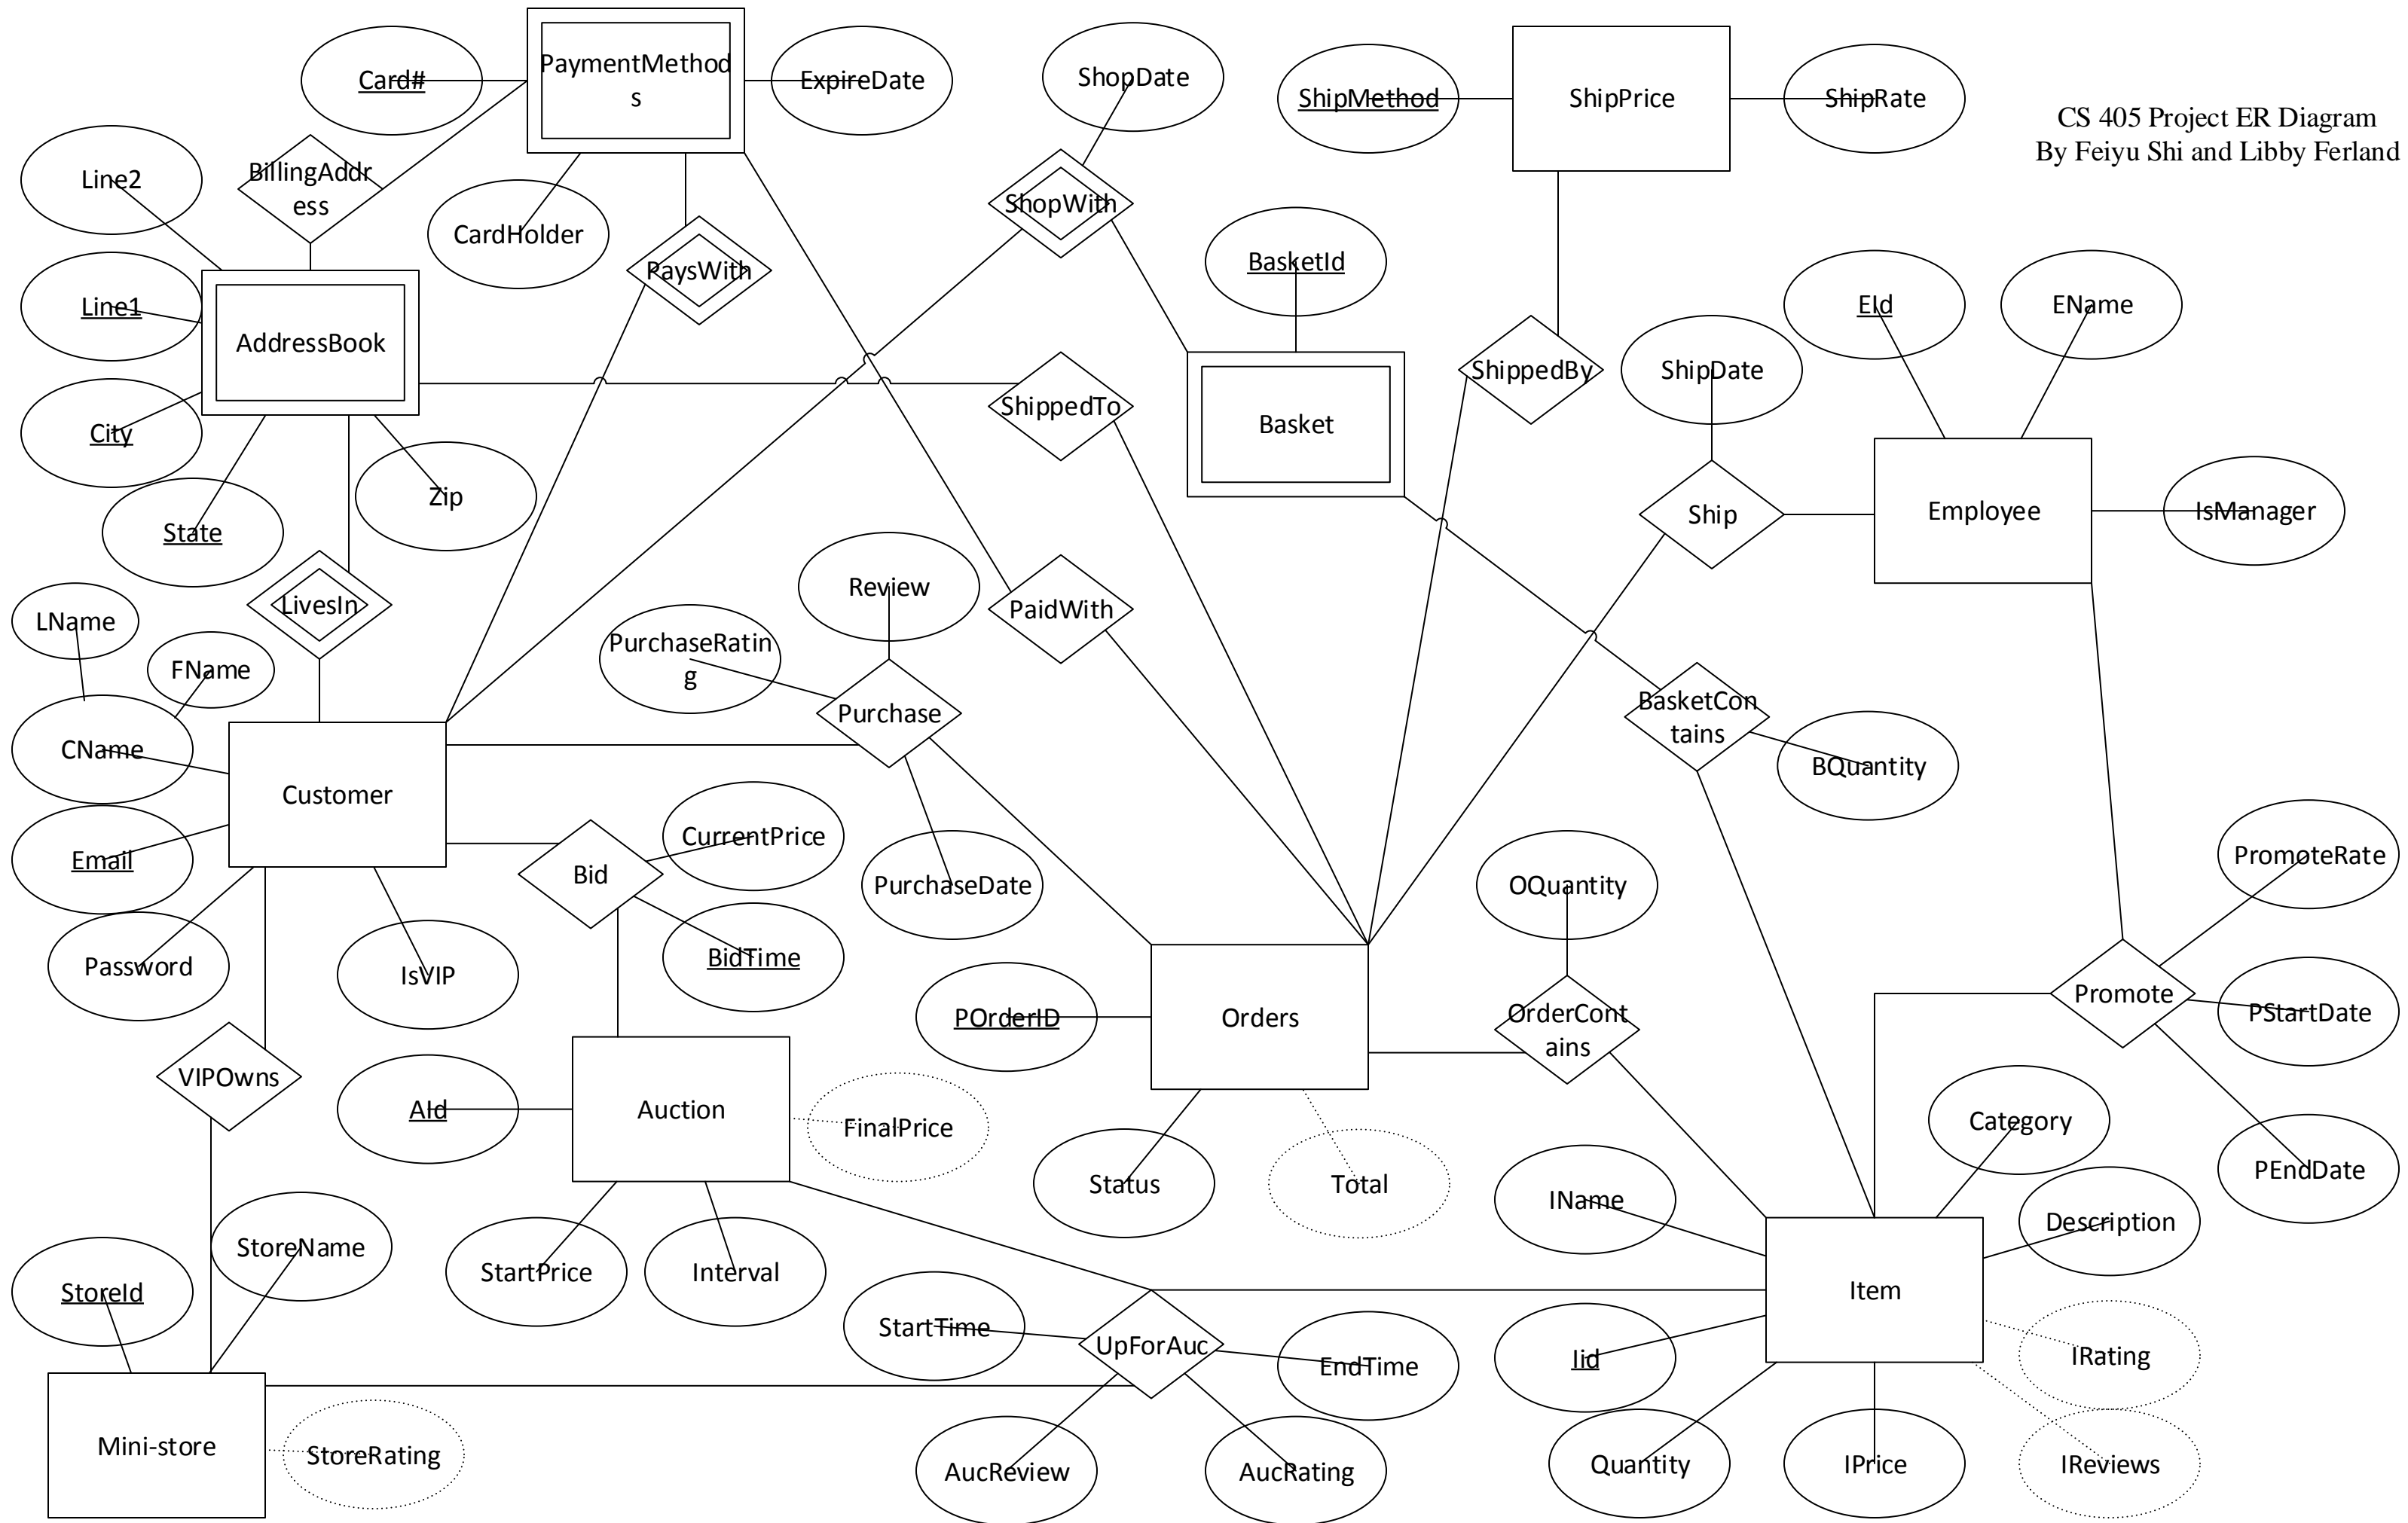 PaymentMethod
s
Card#
ExpireDate
ShopDate
ShipMethod
ShipPrice
ShipRate
CS 405 Project ER Diagram
By Feiyu Shi and Libby Ferland
Line2
BillingAddr
ess
CardHolder
ShopWith
PaysWith
BasketId
Line1
AddressBook
EId
EName
ShippedBy
ShipDate
City
ShippedTo
Basket
State
Zip
Ship
Employee
IsManager
LName
LivesIn
FName
Review
PaidWith
PurchaseRatin
g
Purchase
BasketCon
tains
BQuantity
CName
Customer
Email
Bid
CurrentPrice
PurchaseDate
OQuantity
PromoteRate
Password
IsVIP
BidTime
POrderID
Orders
OrderCont
ains
Promote
PStartDate
VIPOwns
AId
Auction
FinalPrice
Category
Status
Total
IName
PEndDate
Description
StoreName
StoreId
StartPrice
Interval
Item
StartTime
UpForAuc
EndTime
Iid
IRating
Mini-store
StoreRating
AucReview
AucRating
Quantity
IPrice
IReviews